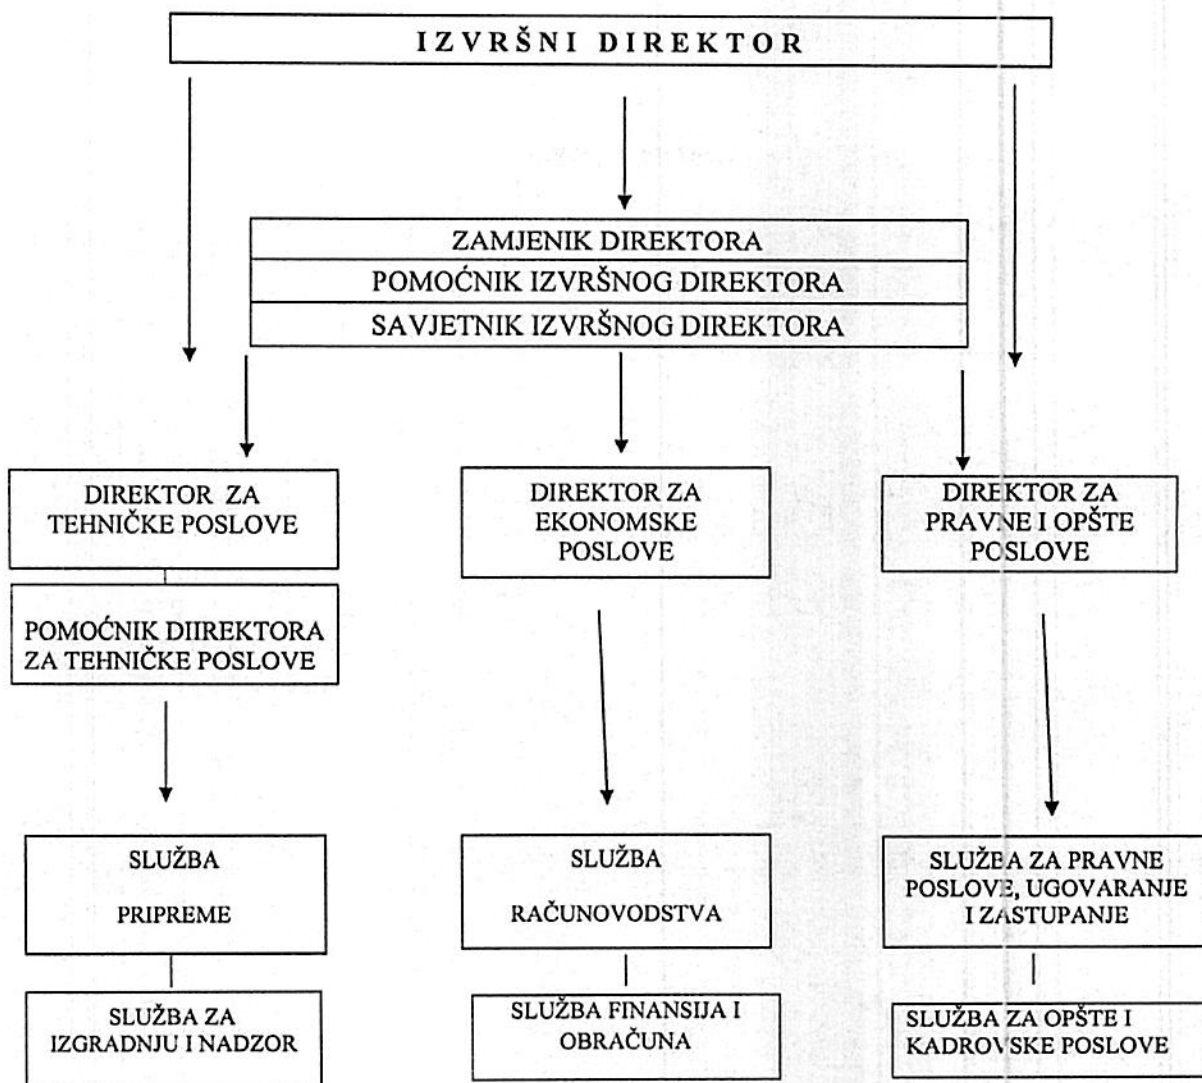 IZVRŠNI DIREKTOR
ZAMJENIK DIREKTORA
POMOĆNIK IZVRŠNOG DIREKTORA
SAVJETNIK IZVRŠNOG DIREKTORA
DIREKTOR ZA
TEHNIČKE POSLOVE
DIREKTOR ZA
EKONOMSKE
POSLOVE
DIREKTOR ZA
PRAVNE I OPŠTE
POSLOVE
POMOĆNIK DIIREKTORA
ZA TEHNIČKE POSLOVE
SLUŽBA
PRIPREME
SLUŽBA
RAČUNOVODSTVA
SLUŽBA ZA PRAVNE
POSLOVE, UGOVARANJE
I ZASTUPANJE
SLUŽBA ZA
IZGRADNJU I NADZOR
SLUŽBA FINANSIJA I
OBRAČUNA
SLUŽBA ZA OPŠTE I
KADROVSKE POSLOVE